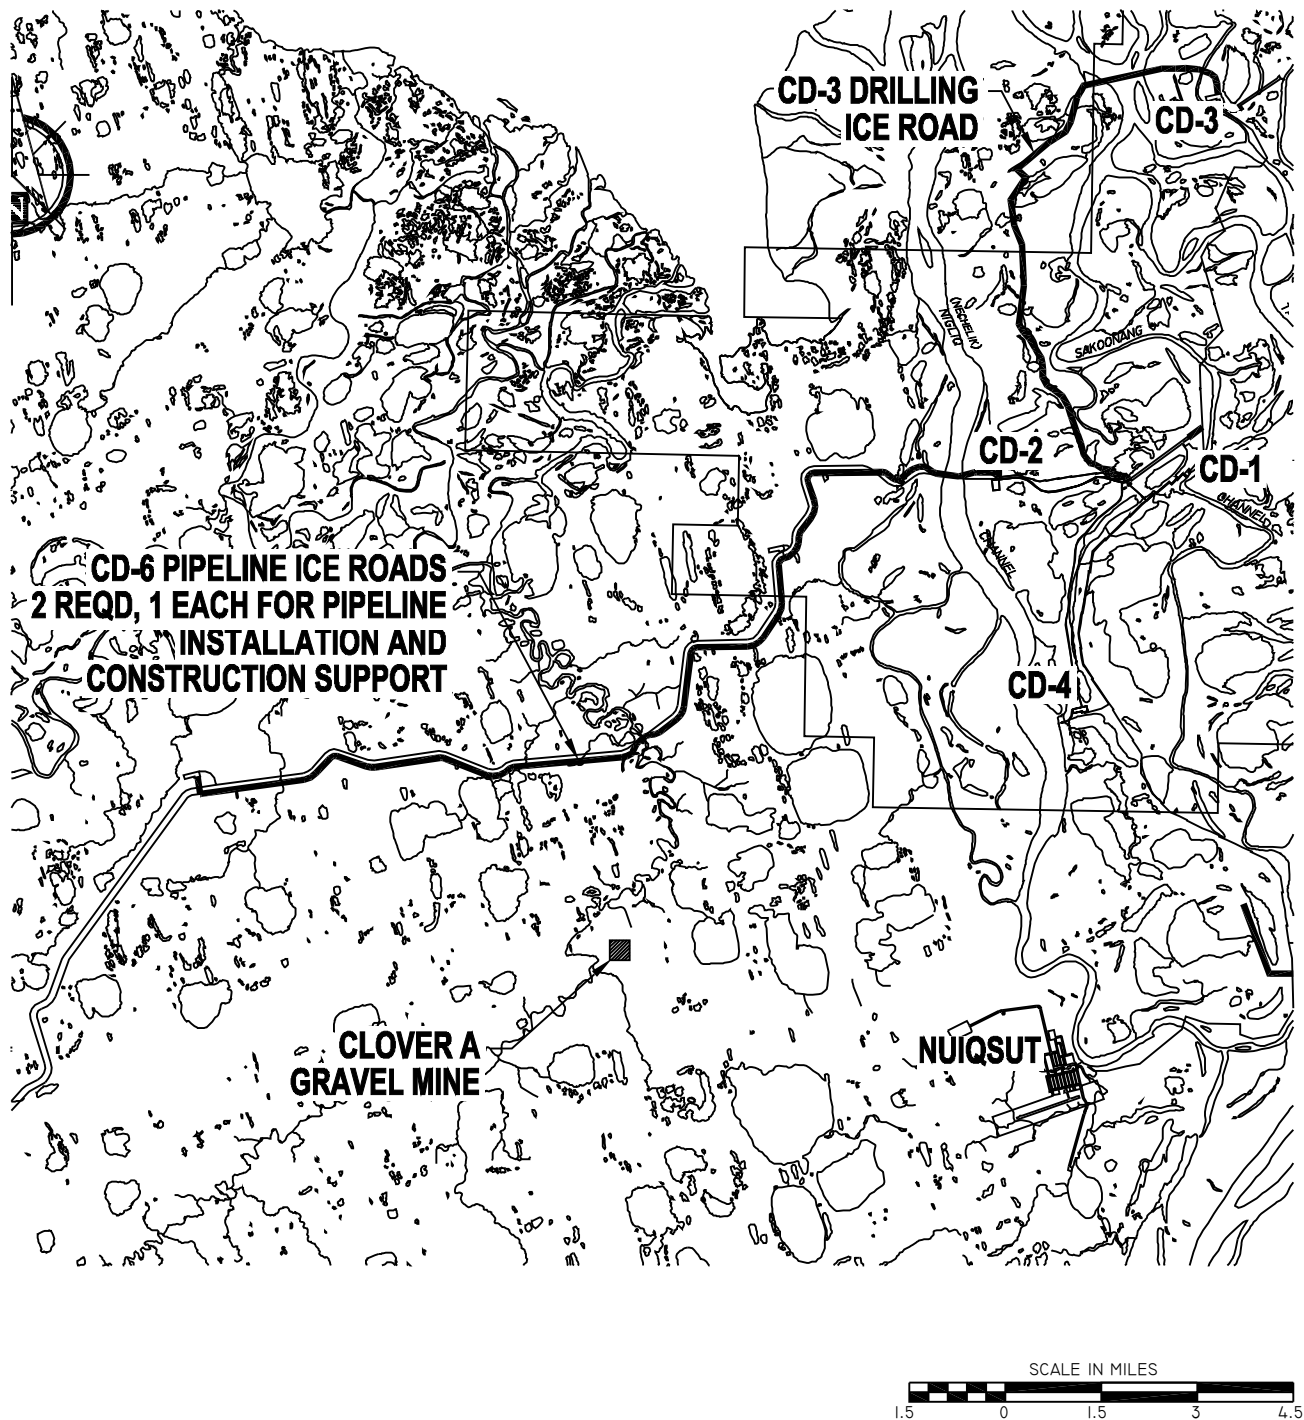 CD-3 DRILLING
ICE ROAD
CD-3
(NECHELIK)
NIGLIQ
SAKOONANG
CD-2
CD-1
CHANNEL
CHANNEL
CD-6 PIPELINE ICE ROADS
2 REQD, 1 EACH FOR PIPELINE
INSTALLATION AND
CONSTRUCTION SUPPORT
CD-4
CLOVER A
GRAVEL MINE
NUIQSUT
SCALE IN MILES
1.5 0 1.5 3 4.5